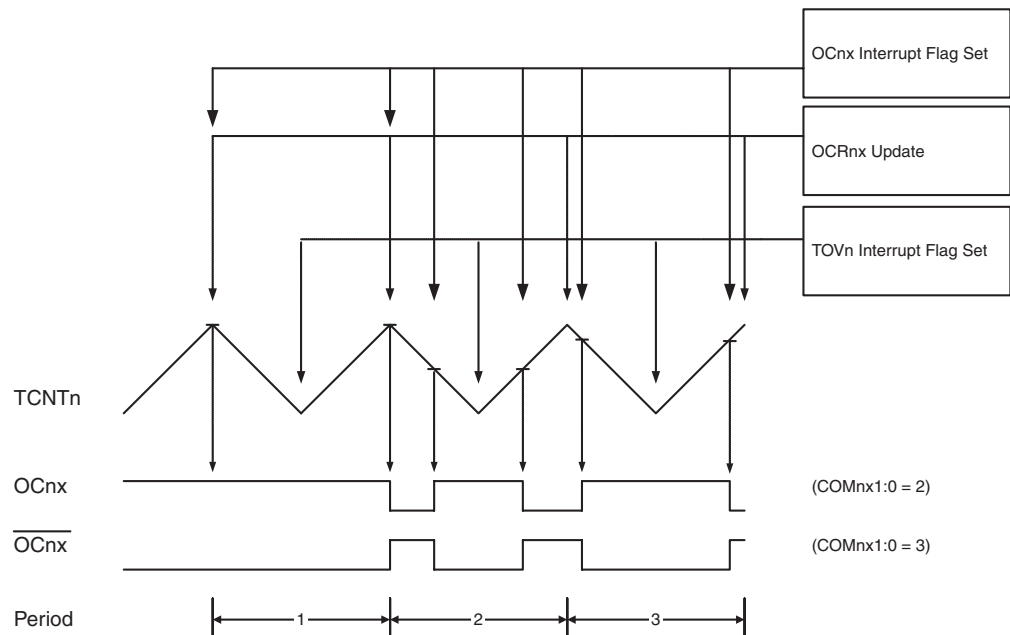 OCnx Interrupt Flag Set
OCRnx Update
TOVn Interrupt Flag Set
TCNTn
OCnx
(COMnx1:0 = 2)
OCnx
(COMnx1:0 = 3)
Period
1
2
3